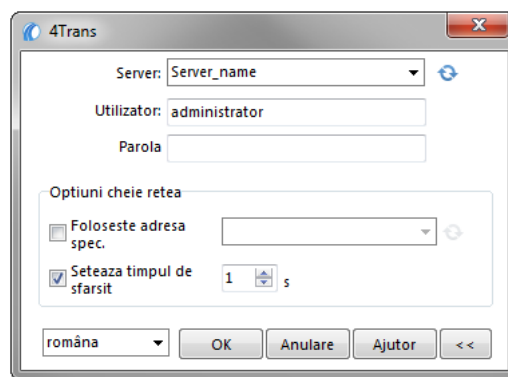 4Trans
Server: Server_name
Utilizator: administrator
Parola
Optiuni cheie retea
Foloseste adresa
spec.
Seteaza timpul de
sfarsit
1 s
româna OK Anulare Ajutor <<